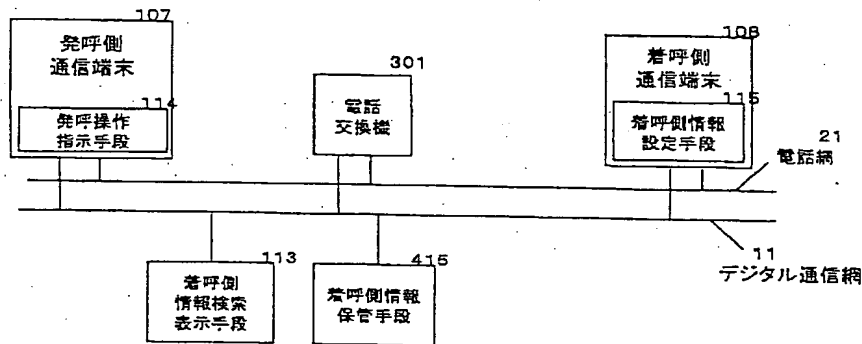 107
発呼側
通信端末
114
発呼操作
指示手段
301
電話
交換機
108
着呼側
通信端末
115
着呼側情報
設定手段
21
電話網
11
デジタル通信網
113
着呼側
情報検索
表示手段
415
着呼側情報
保管手段